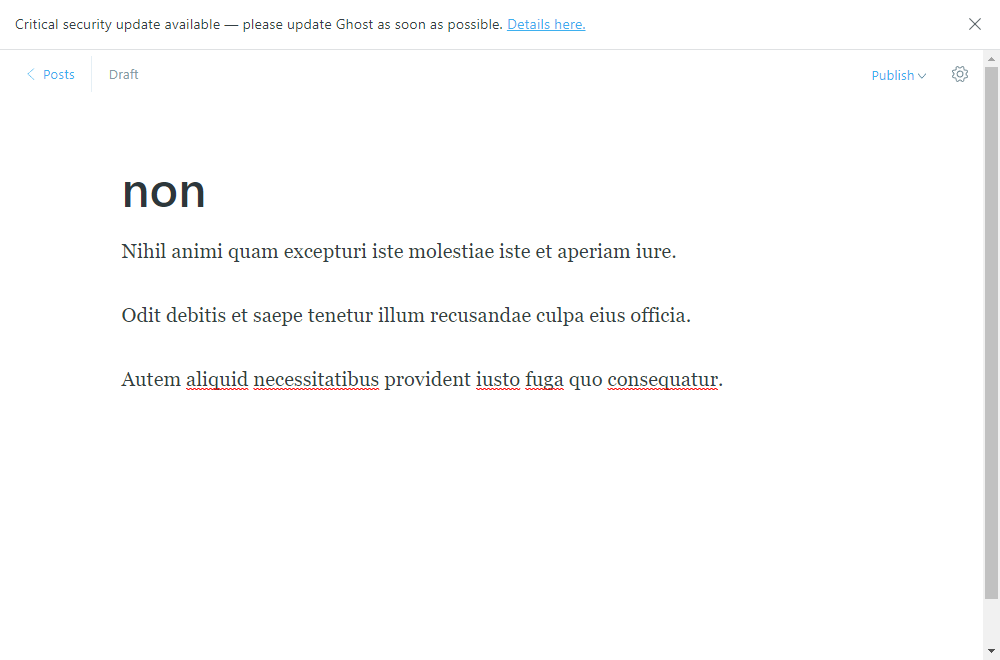 Critical security update available — please update Ghost as soon as possible. Details here.
Posts
Draft
Publish
non
Nihil animi quam excepturi iste molestiae iste et aperiam iure.
Odit debitis et saepe tenetur illum recusandae culpa eius officia.
Autem aliquid necessitatibus provident iusto fuga quo consequatur.